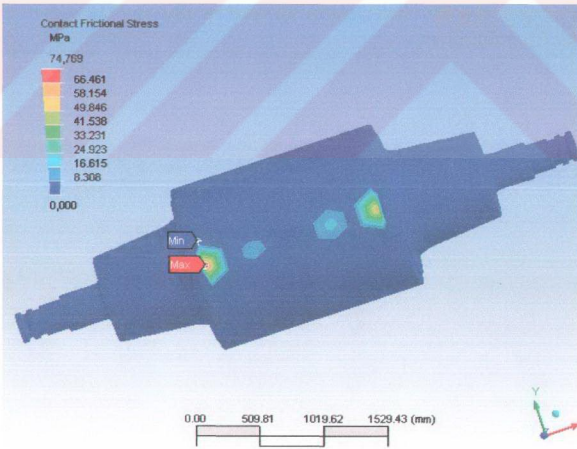 Contact Frictional Stress
MPa
74,769
66.461
58.154
49.846
41.538
33.231
24.923
16.615
8.308
0,000
Min
Max
0.00 509.81 1019.62 1529.43 (mm)
Y